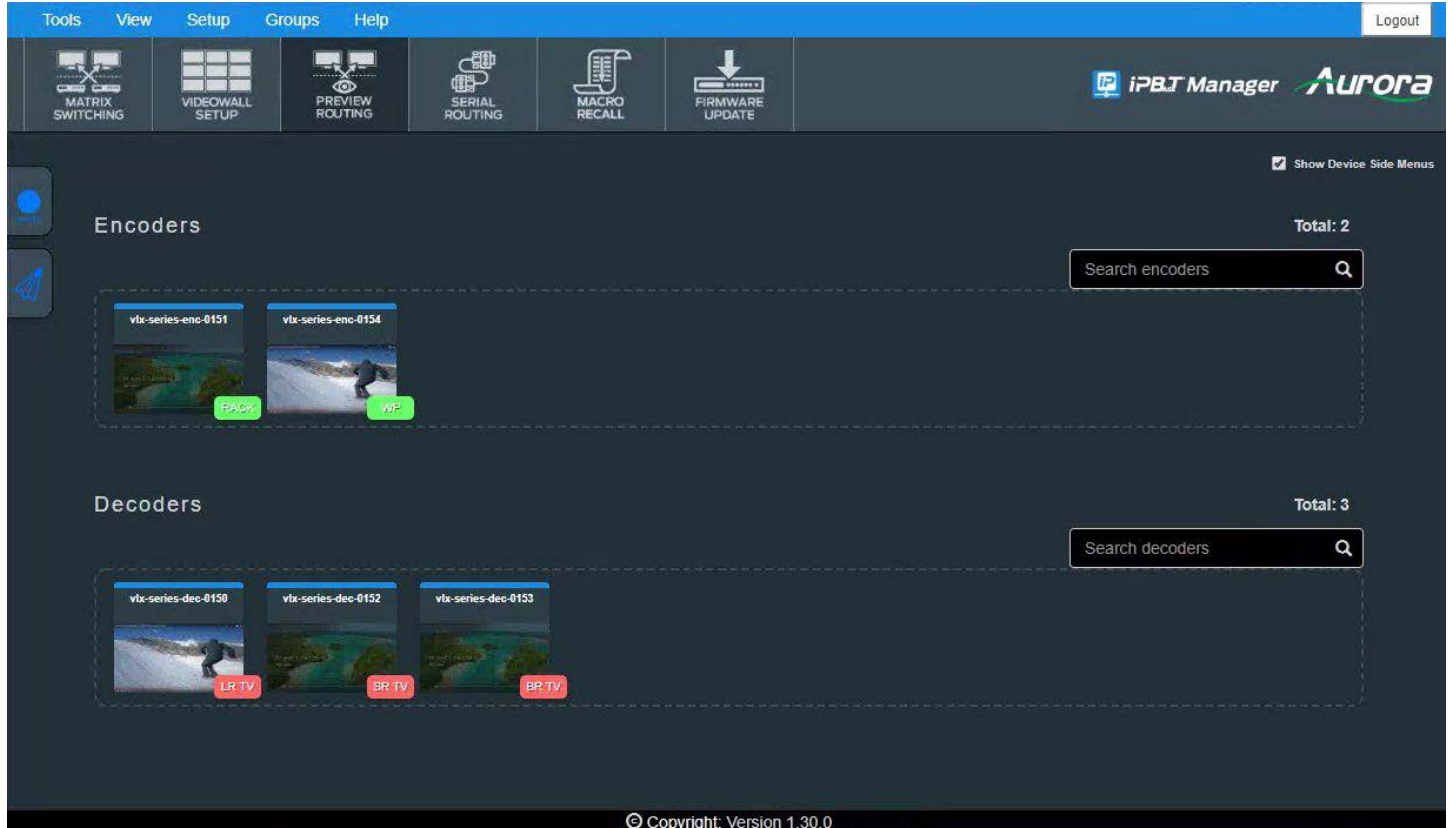 Tools View Setup Groups Help Logout
MATRIX SWITCHING
VIDEOWALL SETUP
PREVIEW ROUTING
SERIAL ROUTING
MACRO RECALL
FIRMWARE UPDATE
IP iPBaT Manager Aurora
Show Device Side Menus
Encoders Total: 2
Search encoders
vlx-series-enc-0151 vlx-series-enc-0154
RACK WP
Decoders Total: 3
Search decoders
vlx-series-dec-0150 vlx-series-dec-0152 vlx-series-dec-0153
LR TV SR TV BR TV
© Copyright: Version 1.30.0